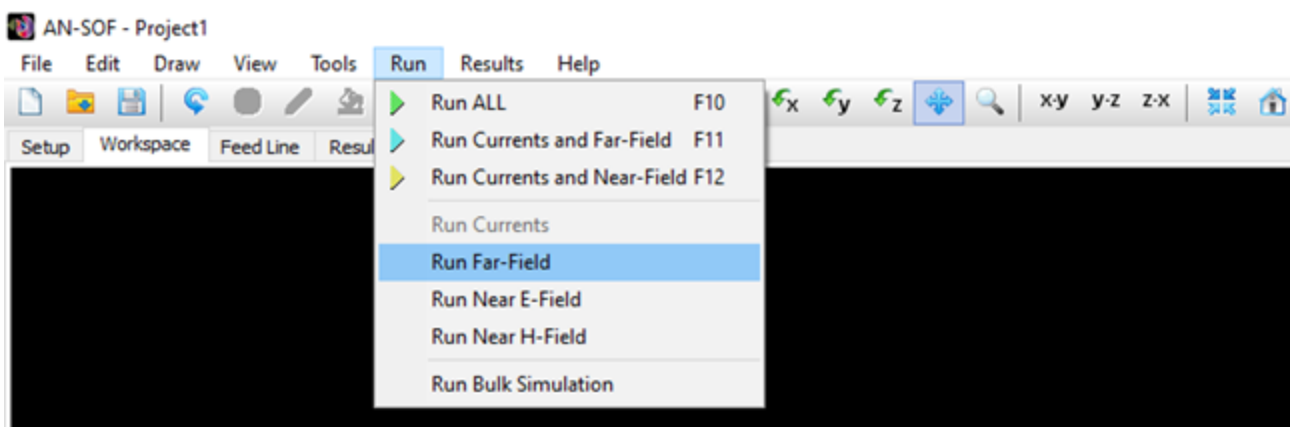 AN-SOF - Project1
File Edit Draw View Tools Run Results Help
x y z x-y y-z z-x
Setup Workspace Feed Line Resul
Run ALL F10
Run Currents and Far-Field F11
Run Currents and Near-Field F12
Run Currents
Run Far-Field
Run Near E-Field
Run Near H-Field
Run Bulk Simulation